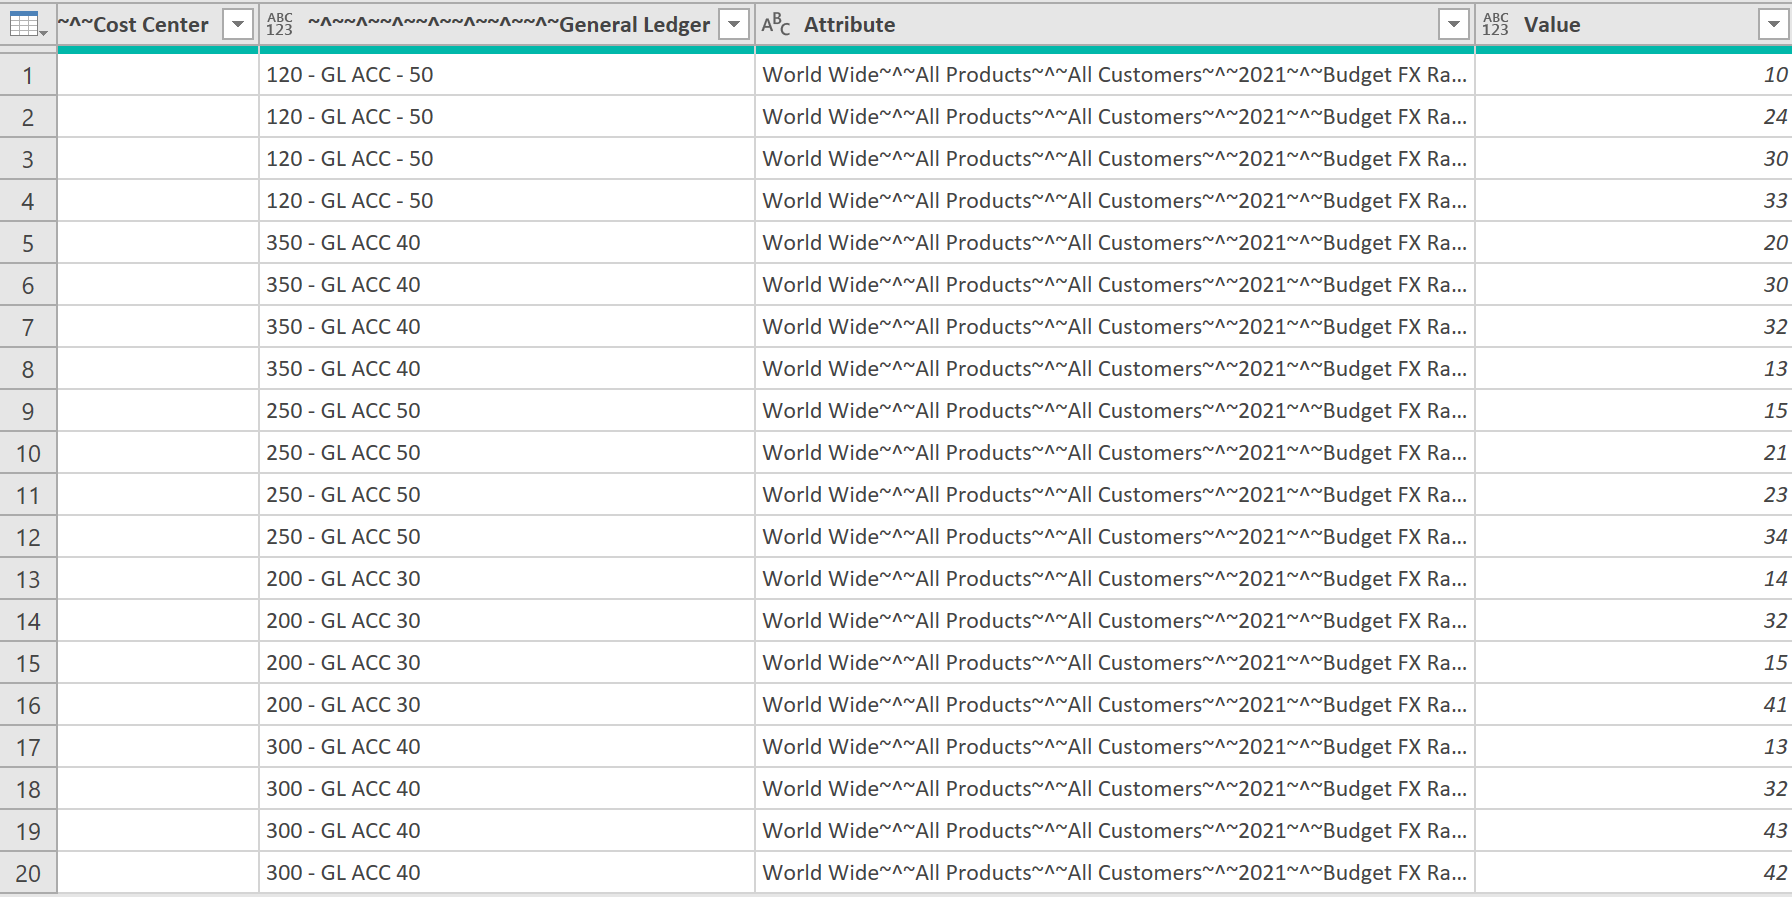 ~^~Cost Center ABC 123 ~^~~^~~^~~^~~^~~^~~^~General Ledger ABC Attribute ABC 123 Value
1 120 - GL ACC - 50 World Wide~^~All Products~^~All Customers~^~2021~^~Budget FX Ra... 10
2 120 - GL ACC - 50 World Wide~^~All Products~^~All Customers~^~2021~^~Budget FX Ra... 24
3 120 - GL ACC - 50 World Wide~^~All Products~^~All Customers~^~2021~^~Budget FX Ra... 30
4 120 - GL ACC - 50 World Wide~^~All Products~^~All Customers~^~2021~^~Budget FX Ra... 33
5 350 - GL ACC 40 World Wide~^~All Products~^~All Customers~^~2021~^~Budget FX Ra... 20
6 350 - GL ACC 40 World Wide~^~All Products~^~All Customers~^~2021~^~Budget FX Ra... 30
7 350 - GL ACC 40 World Wide~^~All Products~^~All Customers~^~2021~^~Budget FX Ra... 32
8 350 - GL ACC 40 World Wide~^~All Products~^~All Customers~^~2021~^~Budget FX Ra... 13
9 250 - GL ACC 50 World Wide~^~All Products~^~All Customers~^~2021~^~Budget FX Ra... 15
10 250 - GL ACC 50 World Wide~^~All Products~^~All Customers~^~2021~^~Budget FX Ra... 21
11 250 - GL ACC 50 World Wide~^~All Products~^~All Customers~^~2021~^~Budget FX Ra... 23
12 250 - GL ACC 50 World Wide~^~All Products~^~All Customers~^~2021~^~Budget FX Ra... 34
13 200 - GL ACC 30 World Wide~^~All Products~^~All Customers~^~2021~^~Budget FX Ra... 14
14 200 - GL ACC 30 World Wide~^~All Products~^~All Customers~^~2021~^~Budget FX Ra... 32
15 200 - GL ACC 30 World Wide~^~All Products~^~All Customers~^~2021~^~Budget FX Ra... 15
16 200 - GL ACC 30 World Wide~^~All Products~^~All Customers~^~2021~^~Budget FX Ra... 41
17 300 - GL ACC 40 World Wide~^~All Products~^~All Customers~^~2021~^~Budget FX Ra... 13
18 300 - GL ACC 40 World Wide~^~All Products~^~All Customers~^~2021~^~Budget FX Ra... 32
19 300 - GL ACC 40 World Wide~^~All Products~^~All Customers~^~2021~^~Budget FX Ra... 43
20 300 - GL ACC 40 World Wide~^~All Products~^~All Customers~^~2021~^~Budget FX Ra... 42